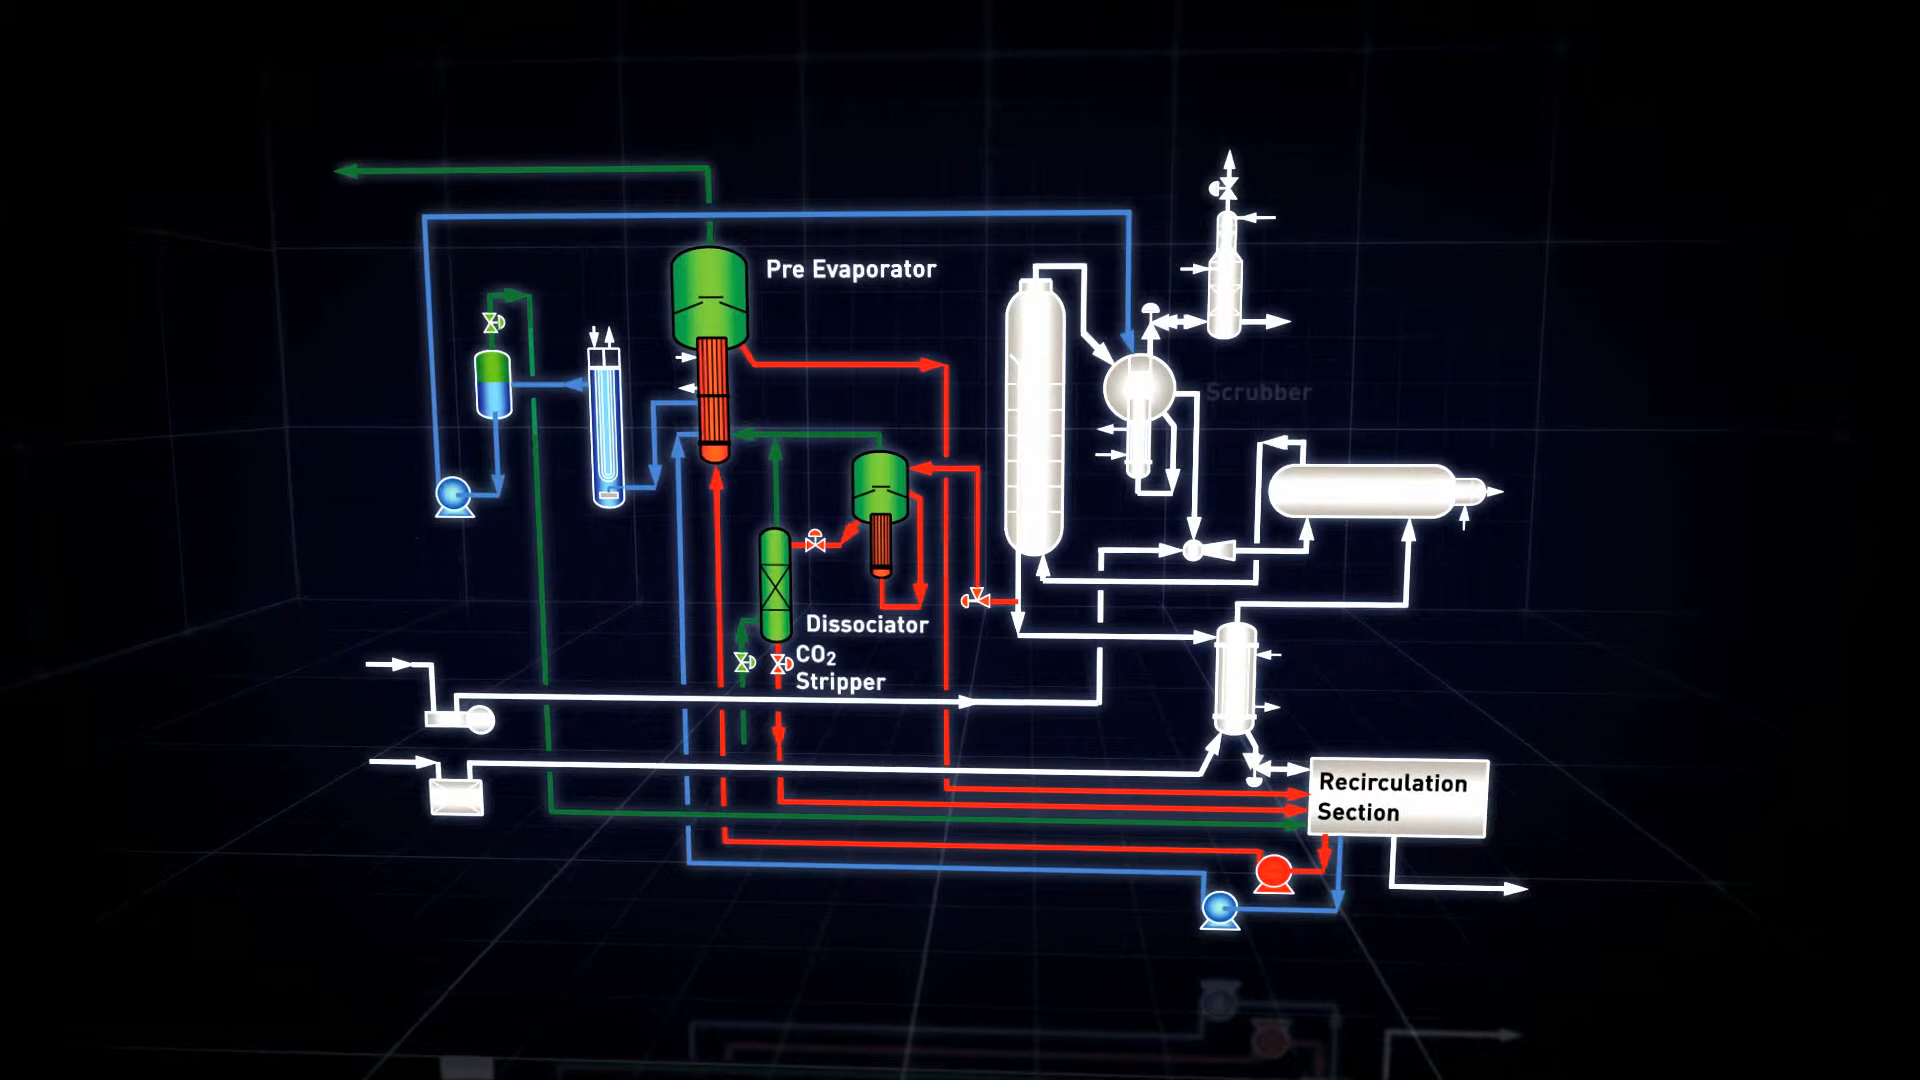 Pre Evaporator
Scrubber
Dissociator
CO₂
Stripper
Recirculation
Section